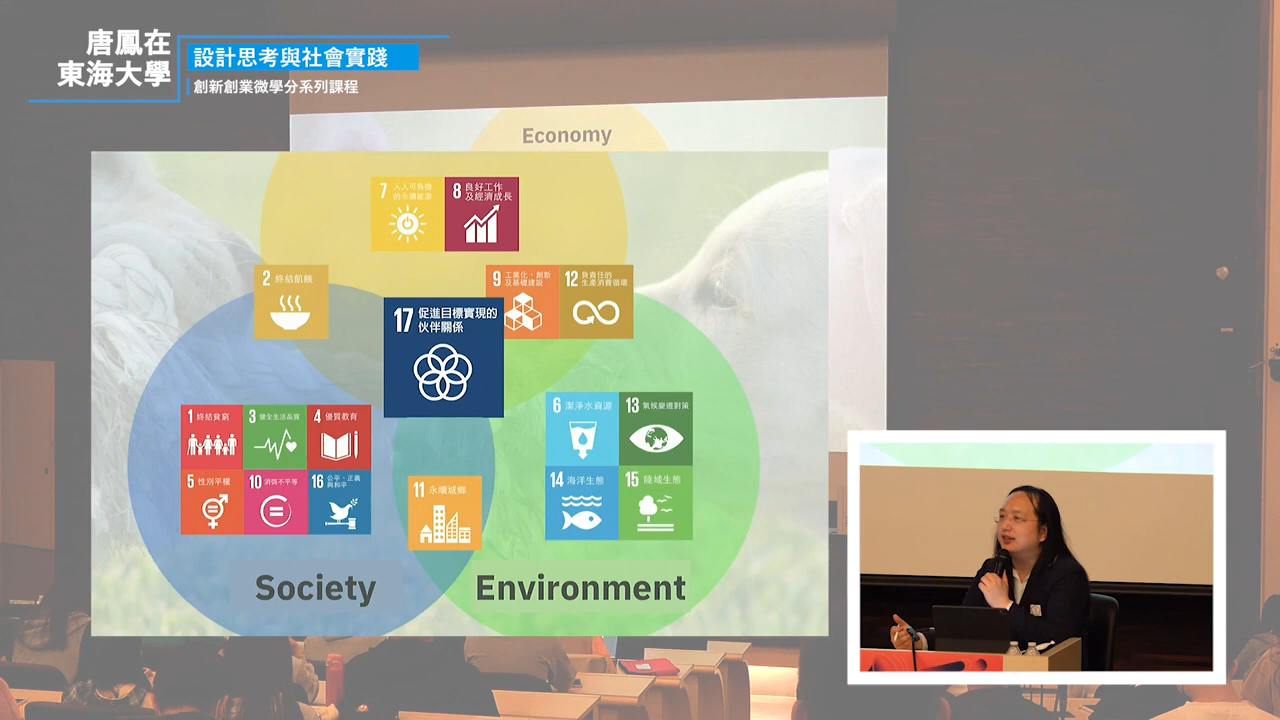 唐鳳在
東海大學
設計思考與社會實踐
創新創業微學分系列課程
Economy
7 人人可負擔
的永續能源
8 良好工作
及經濟成長
2 終結飢餓
9 工業化、創新
及基礎建設
12 負責任的
生產消費循環
17 促進目標實現的
伙伴關係
1 終結貧窮
3 健全生活品質
4 優質教育
6 潔淨水資源
13 氣候變遷對策
5 性別平權
10 消弭不平等
16 公平、正義
與和平
11 永續城鄉
14 海洋生態
15 陸域生態
Society
Environment